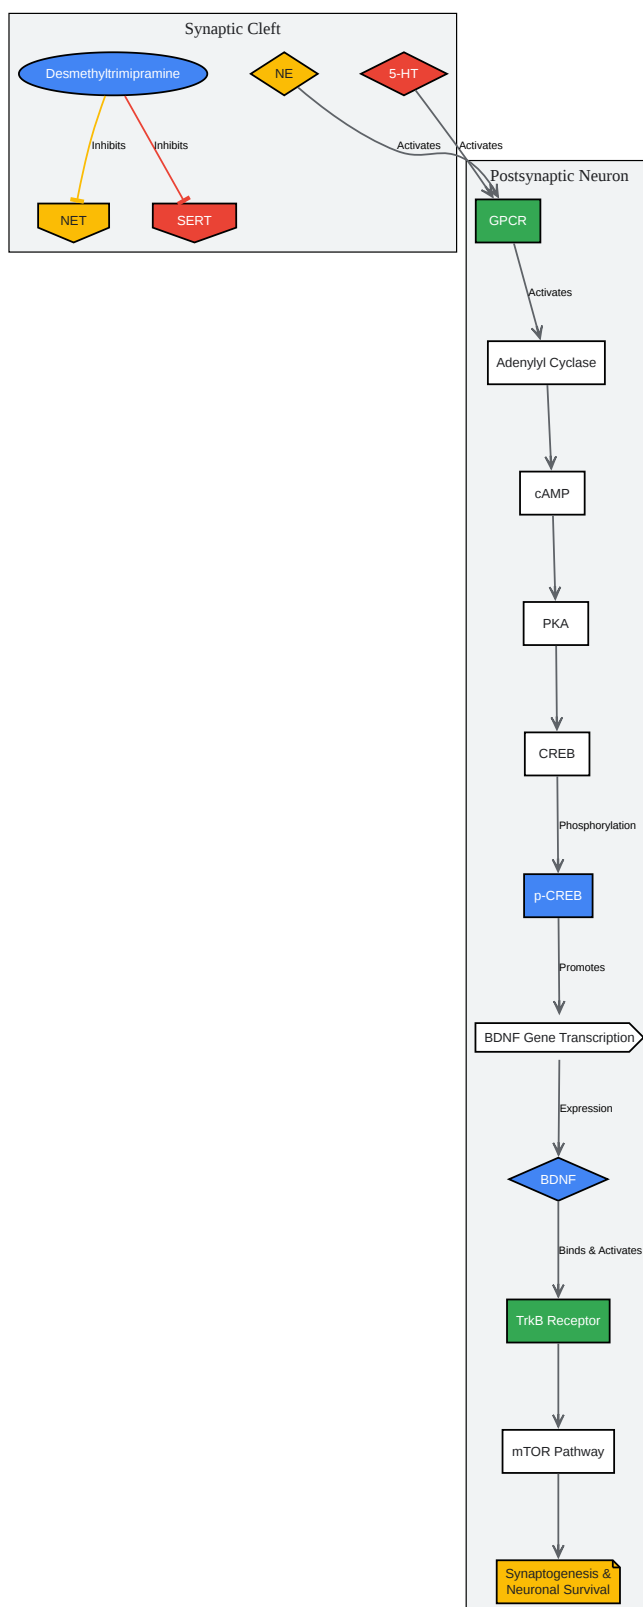 Synaptic Cleft
Desmethyltrimipramine
NE
5-HT
Inhibits
Inhibits
Activates
Activates
NET
SERT
Postsynaptic Neuron
GPCR
Activates
Adenylyl Cyclase
cAMP
PKA
CREB
Phosphorylation
p-CREB
Promotes
BDNF Gene Transcription
Expression
BDNF
Binds & Activates
TrkB Receptor
mTOR Pathway
Synaptogenesis &
Neuronal Survival